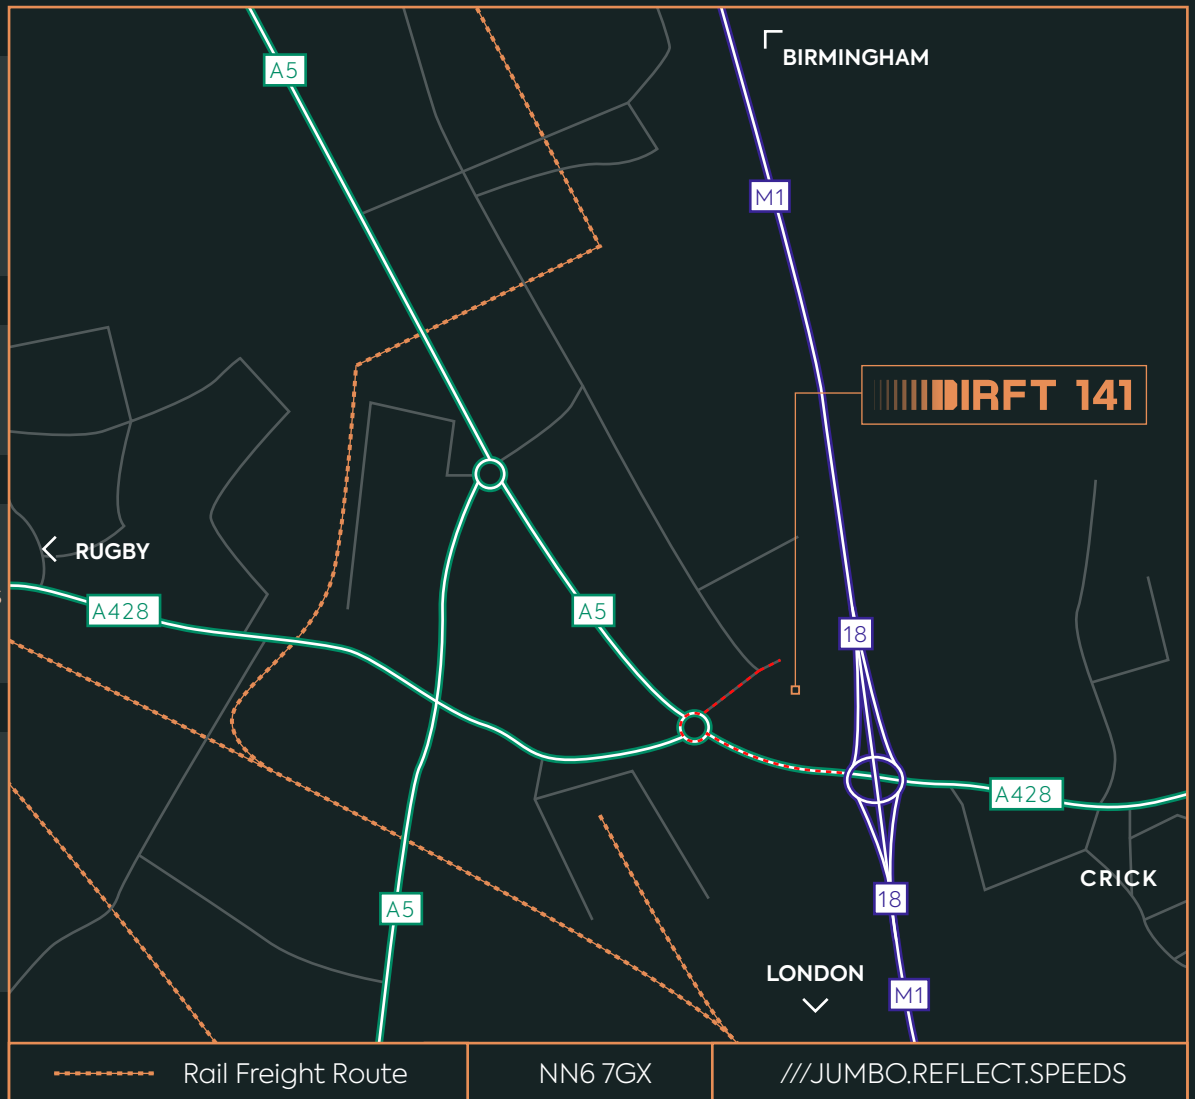 A5
BIRMINGHAM
M1
DIRFT 141
RUGBY
A428
A5
18
A428
CRICK
18
A5
LONDON
M1
Rail Freight Route
NN6 7GX
///JUMBO.REFLECT.SPEEDS